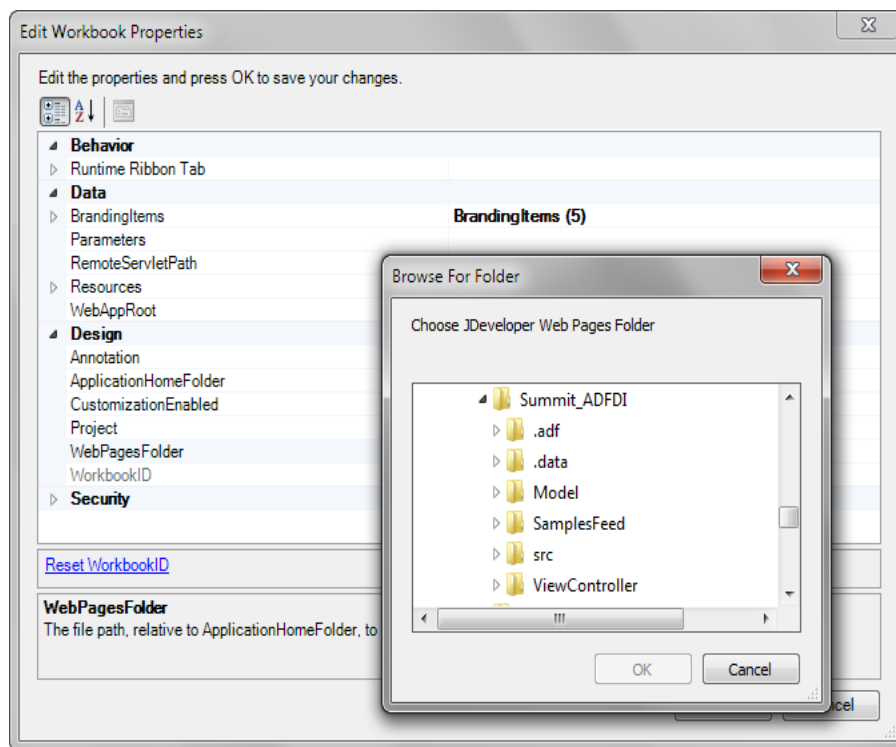 Edit Workbook Properties
Edit the properties and press OK to save your changes.
Behavior
Runtime Ribbon Tab
Data
BrandingItems BrandingItems (5)
Parameters
RemoteServletPath
Resources
WebAppRoot
Design
Annotation
ApplicationHomeFolder
CustomizationEnabled
Project
WebPagesFolder
WorkbookID
Security
Reset WorkbookID
WebPagesFolder
The file path, relative to ApplicationHomeFolder, to
Browse For Folder
Choose JDeveloper Web Pages Folder
Summit_ADFDI
.adf
.data
Model
SamplesFeed
src
ViewController
OK Cancel